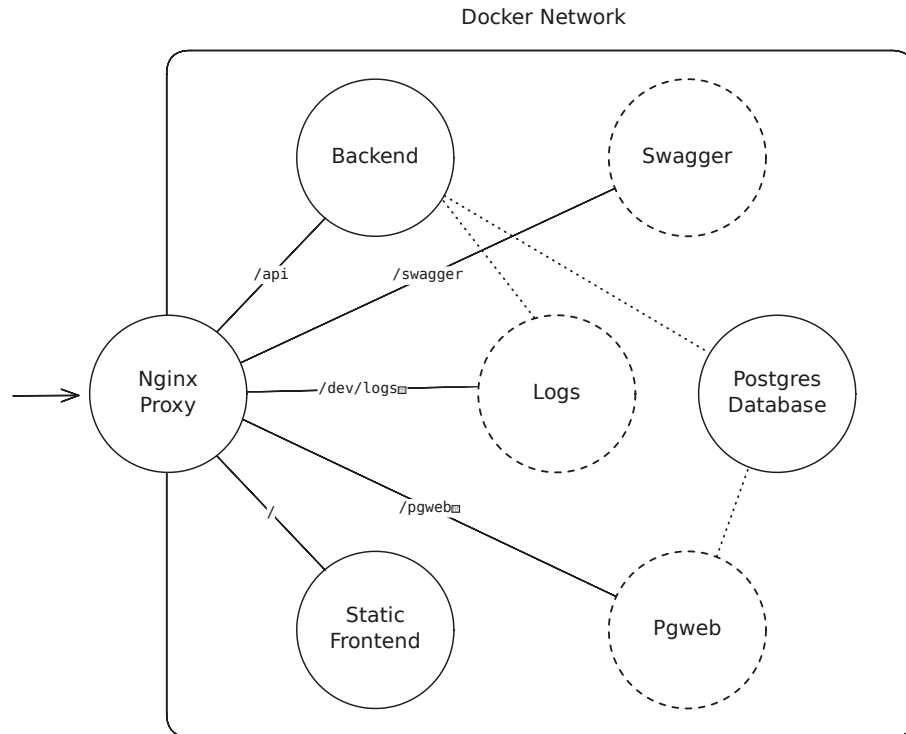 Docker Network
Backend
Swagger
/api
/swagger
Nginx
Proxy
/dev/logs
Logs
Postgres
Database
/pgweb
/
Static
Frontend
Pgweb